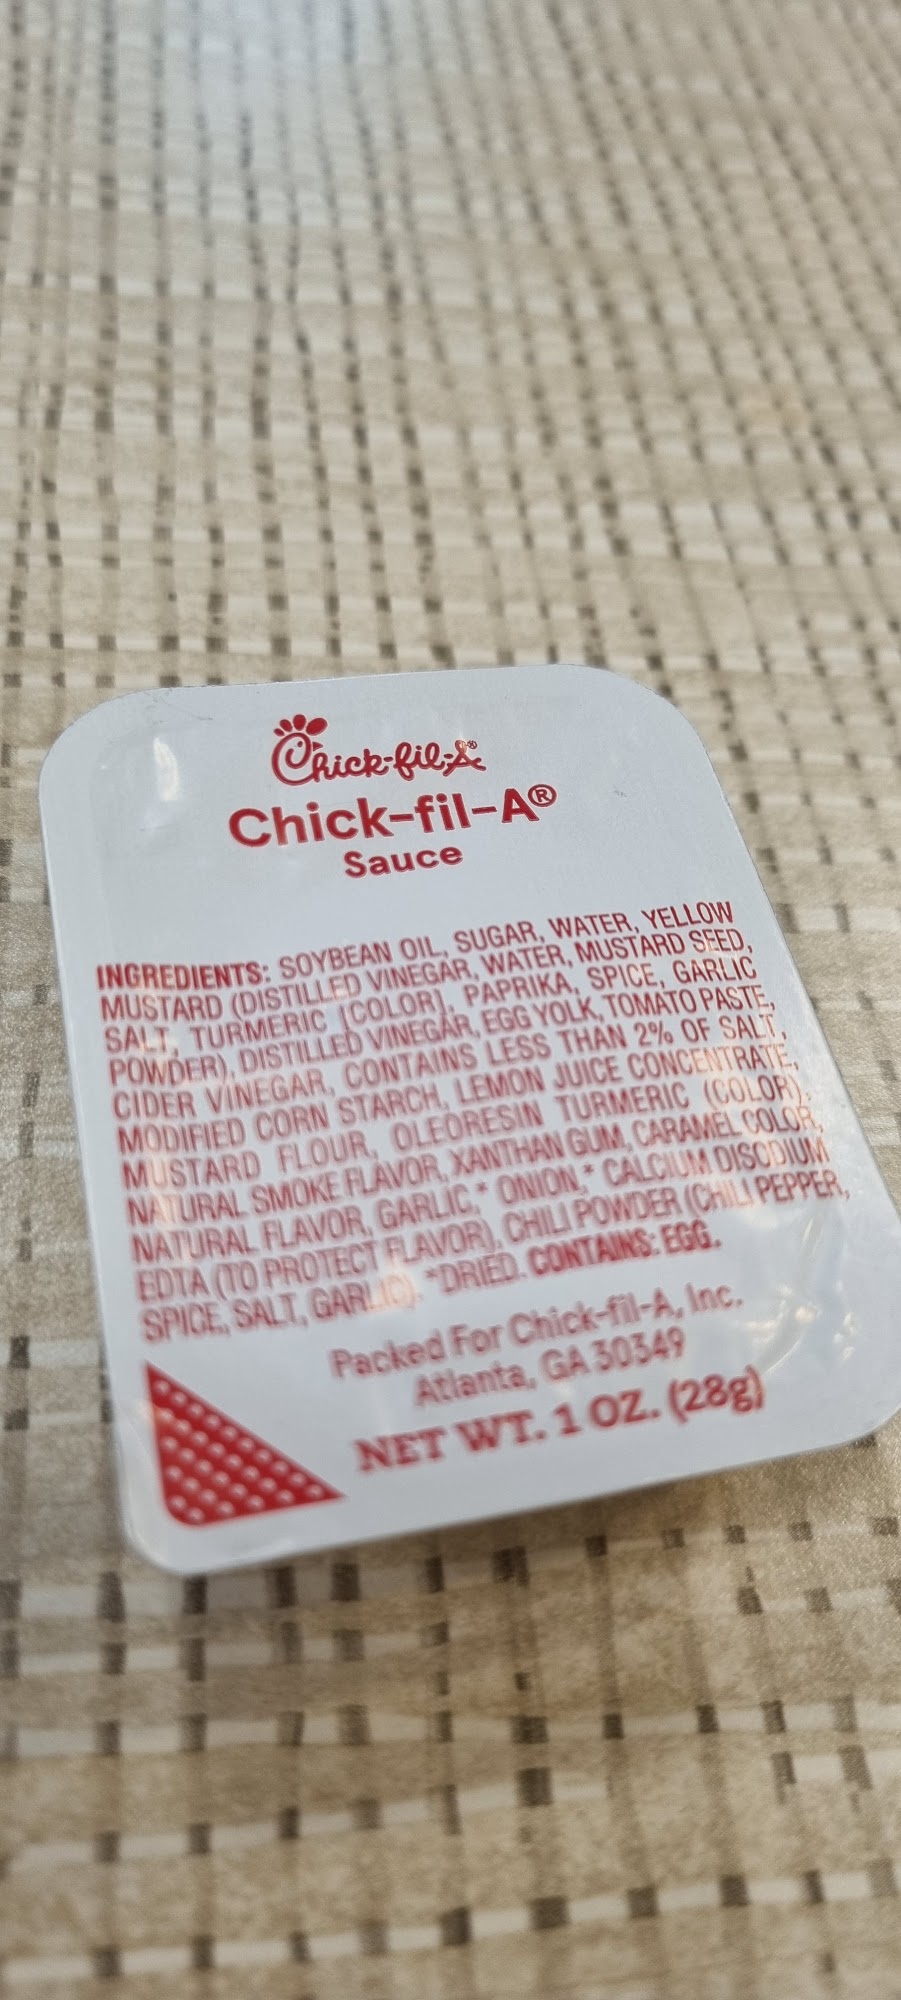 Chick-fil-A®
Chick-fil-A®
Sauce
INGREDIENTS: SOYBEAN OIL, SUGAR, WATER, YELLOW
MUSTARD (DISTILLED VINEGAR, WATER, MUSTARD SEED,
SALT, TURMERIC [COLOR], PAPRIKA, SPICE, GARLIC
POWDER), DISTILLED VINEGAR, EGG YOLK, TOMATO PASTE,
CIDER VINEGAR, CONTAINS LESS THAN 2% OF SALT,
MODIFIED CORN STARCH, LEMON JUICE CONCENTRATE,
MUSTARD FLOUR, OLEORESIN TURMERIC (COLOR),
NATURAL SMOKE FLAVOR, XANTHAN GUM, CARAMEL COLOR,
NATURAL FLAVOR, GARLIC,* ONION,* CALCIUM DISODIUM
EDTA (TO PROTECT FLAVOR), CHILI POWDER (CHILI PEPPER,
SPICE, SALT, GARLIC). *DRIED. CONTAINS: EGG.
Packed For Chick-fil-A, Inc.
Atlanta, GA 30349
NET WT. 1 OZ. (28g)